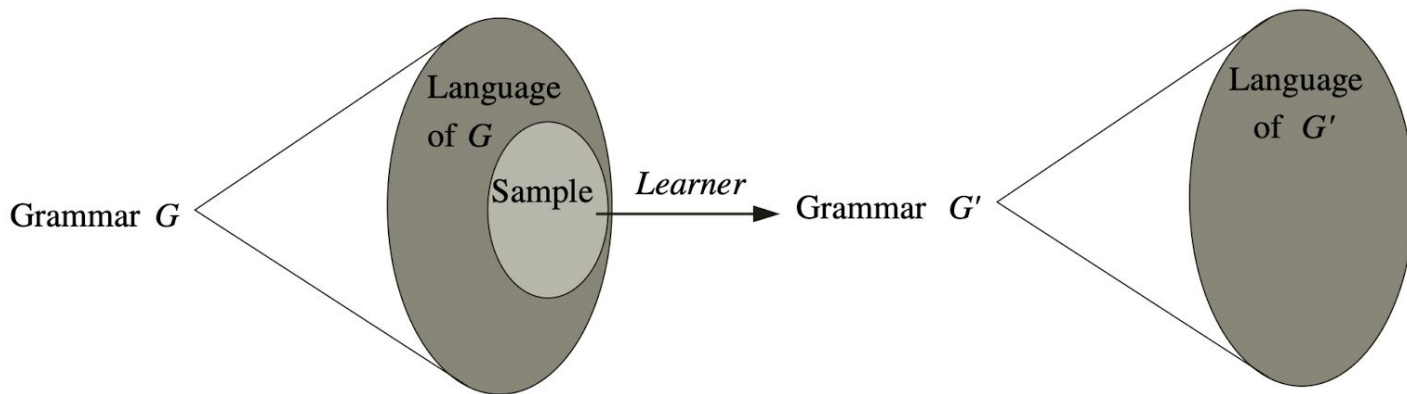 Language
of G
Sample
Learner
Grammar G
Grammar G'
Language
of G'